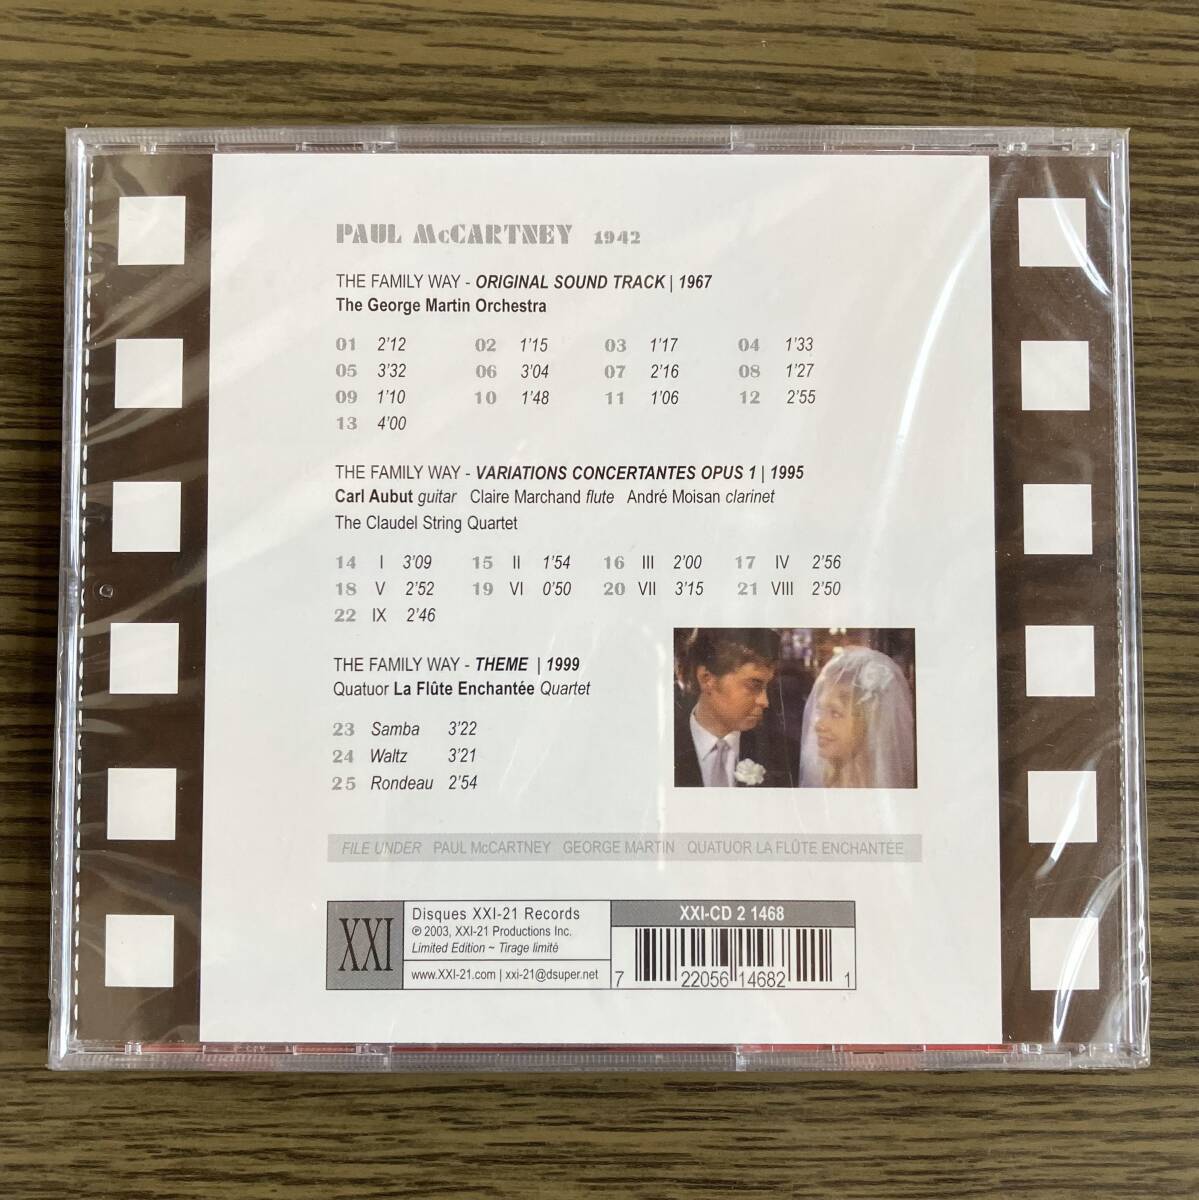 PAUL McCARTNEY 1942
THE FAMILY WAY - ORIGINAL SOUND TRACK | 1967
The George Martin Orchestra
01 2'12 02 1'15 03 1'17 04 1'33
05 3'32 06 3'04 07 2'16 08 1'27
09 1'10 10 1'48 11 1'06 12 2'55
13 4'00
THE FAMILY WAY - VARIATIONS CONCERTANTES OPUS 1 | 1995
Carl Aubut guitar Claire Marchand flute André Moisan clarinet
The Claudel String Quartet
14 I 3'09 15 II 1'54 16 III 2'00 17 IV 2'56
18 V 2'52 19 VI 0'50 20 VII 3'15 21 VIII 2'50
22 IX 2'46
THE FAMILY WAY - THEME | 1999
Quatuor La Flûte Enchantée Quartet
23 Samba 3'22
24 Waltz 3'21
25 Rondeau 2'54
FILE UNDER PAUL McCARTNEY GEORGE MARTIN QUATUOR LA FLÛTE ENCHANTÉE
XXI
Disques XXI-21 Records
℗ 2003, XXI-21 Productions Inc.
Limited Edition ~ Tirage limité
www.XXI-21.com | xxi-21@dsuper.net
XXI-CD 2 1468
7 22056 14682 1